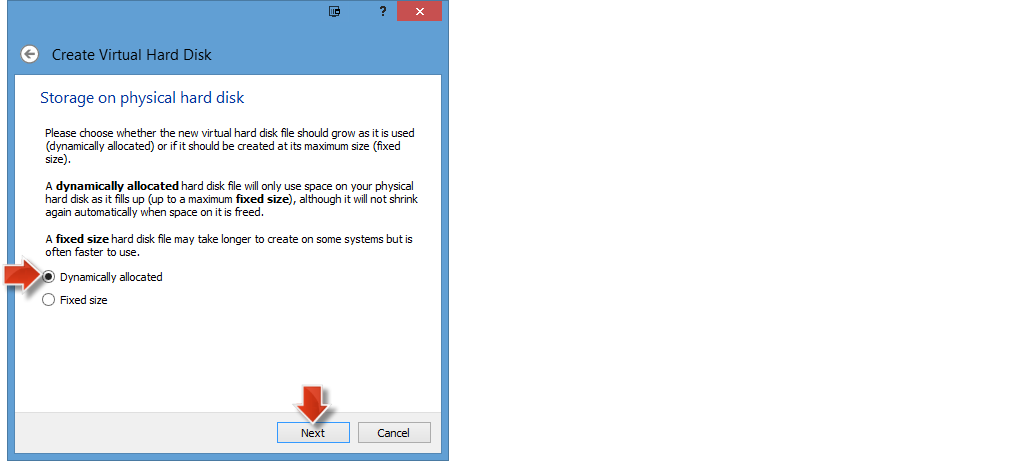 ?
Create Virtual Hard Disk
Storage on physical hard disk
Please choose whether the new virtual hard disk file should grow as it is used
(dynamically allocated) or if it should be created at its maximum size (fixed
size).
A dynamically allocated hard disk file will only use space on your physical
hard disk as it fills up (up to a maximum fixed size), although it will not shrink
again automatically when space on it is freed.
A fixed size hard disk file may take longer to create on some systems but is
often faster to use.
Dynamically allocated
Fixed size
Next Cancel